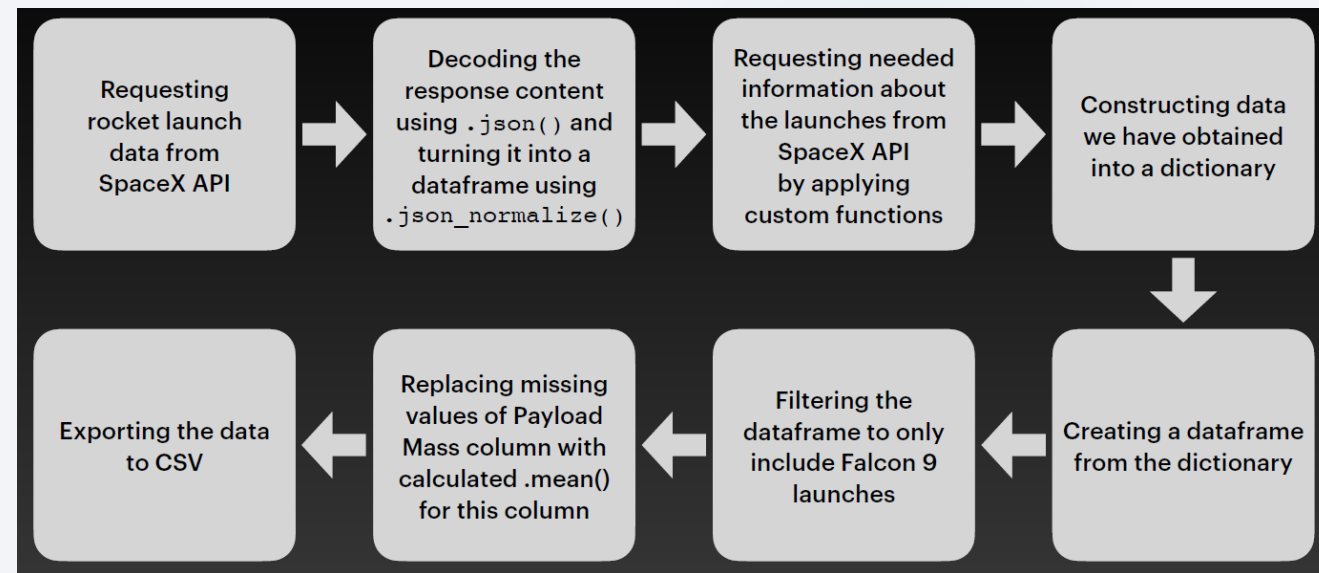 Requesting
rocket launch
data from
SpaceX API
Decoding the
response content
using .json() and
turning it into a
dataframe using
.json_normalize()
Requesting needed
information about
the launches from
SpaceX API
by applying
custom functions
Constructing data
we have obtained
into a dictionary
Creating a dataframe
from the dictionary
Filtering the
dataframe to only
include Falcon 9
launches
Replacing missing
values of Payload
Mass column with
calculated .mean()
for this column
Exporting the data
to CSV